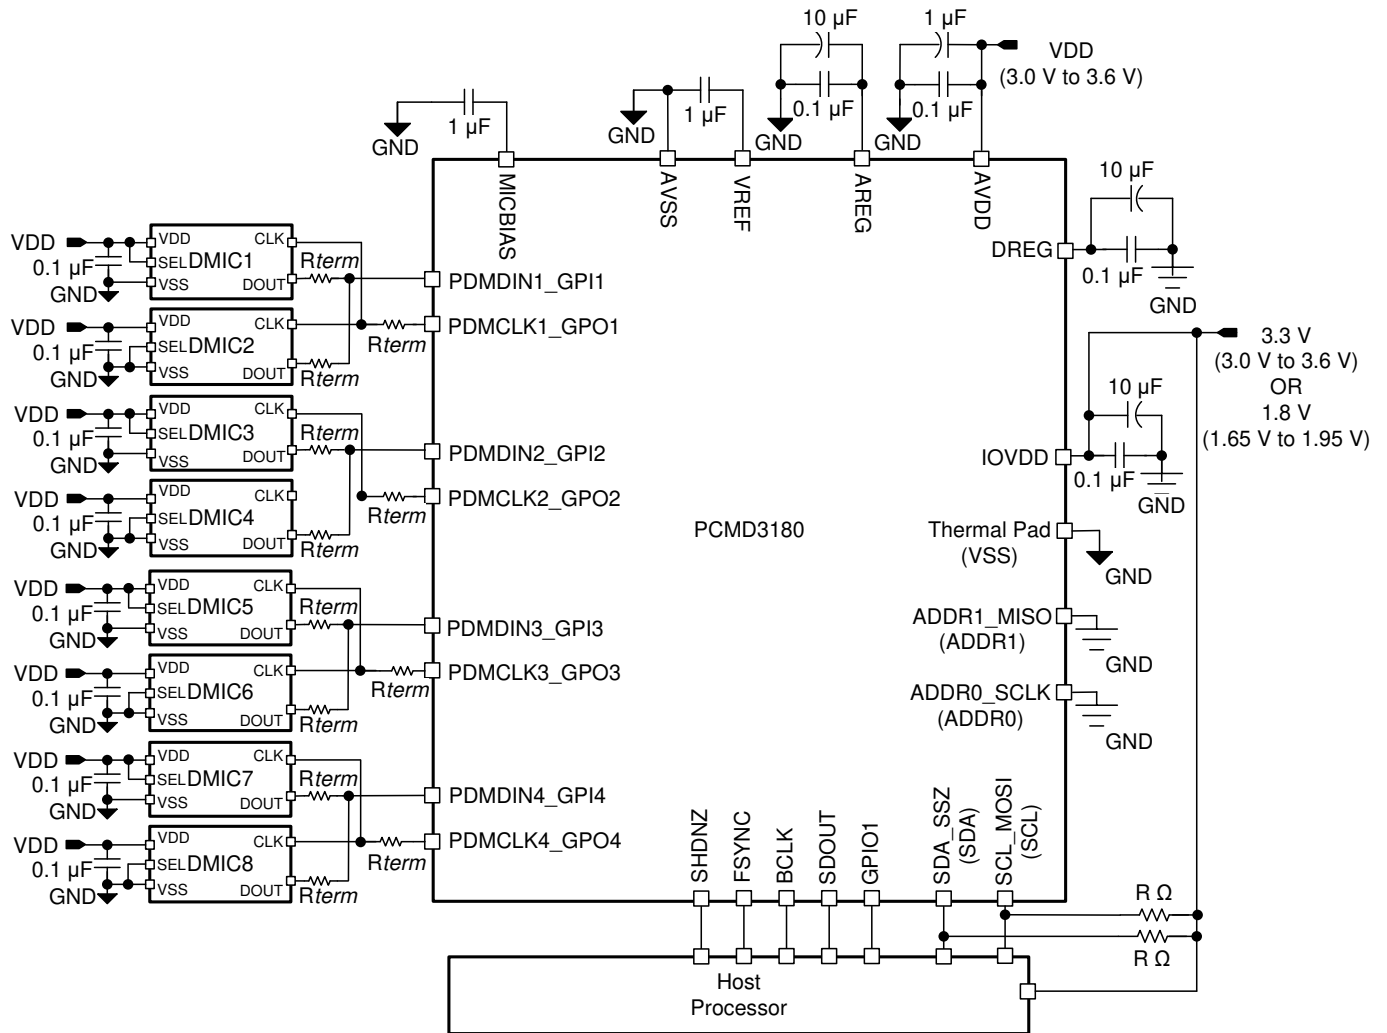 10 µF
1 µF
VDD
(3.0 V to 3.6 V)
0.1 µF
0.1 µF
1 µF
1 µF
GND
GND
GND
GND
MICBIAS
AVSS
VREF
AREG
AVDD
10 µF
DREG
0.1 µF
GND
VDD
0.1 µF
GND
VDD
SEL
VSS
DMIC1
CLK
DOUT
Rterm
PDMDIN1_GPI1
VDD
0.1 µF
GND
VDD
SEL
VSS
DMIC2
CLK
DOUT
Rterm
Rterm
PDMCLK1_GPO1
3.3 V
(3.0 V to 3.6 V)
OR
1.8 V
(1.65 V to 1.95 V)
10 µF
IOVDD
0.1 µF
GND
VDD
0.1 µF
GND
VDD
SEL
VSS
DMIC3
CLK
DOUT
Rterm
PDMDIN2_GPI2
VDD
0.1 µF
GND
VDD
SEL
VSS
DMIC4
CLK
DOUT
Rterm
Rterm
PDMCLK2_GPO2
PCMD3180
Thermal Pad
(VSS)
GND
VDD
0.1 µF
GND
VDD
SEL
VSS
DMIC5
CLK
DOUT
Rterm
PDMDIN3_GPI3
ADDR1_MISO
(ADDR1)
GND
VDD
0.1 µF
GND
VDD
SEL
VSS
DMIC6
CLK
DOUT
Rterm
Rterm
PDMCLK3_GPO3
ADDR0_SCLK
(ADDR0)
GND
VDD
0.1 µF
GND
VDD
SEL
VSS
DMIC7
CLK
DOUT
Rterm
PDMDIN4_GPI4
VDD
0.1 µF
GND
VDD
SEL
VSS
DMIC8
CLK
DOUT
Rterm
Rterm
PDMCLK4_GPO4
SHDNZ
FSYNC
BCLK
SDOUT
GPIO1
SDA_SSZ
(SDA)
SCL_MOSI
(SCL)
R Ω
R Ω
Host
Processor